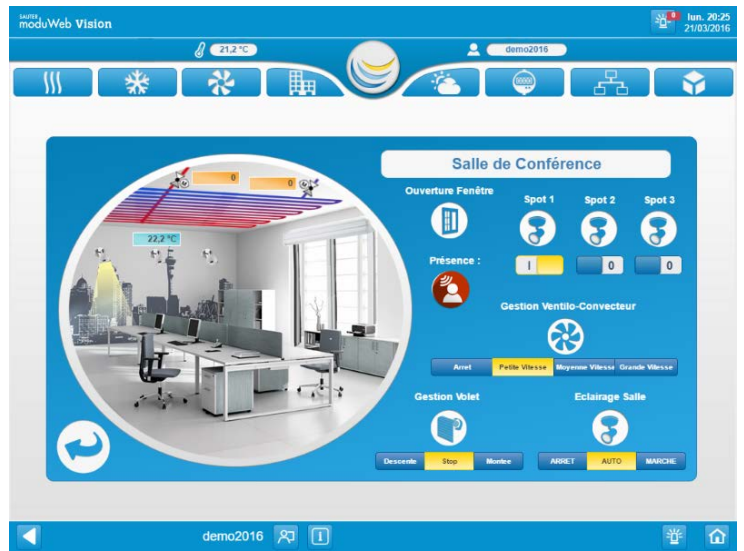 SAUTER
moduWeb Vision
0
lun. 20:25
21/03/2016
21,2 °C
demo2016
Salle de Conférence
0
0
22,2 °C
Ouverture Fenêtre
Spot 1
Spot 2
Spot 3
I
0
0
Présence :
Gestion Ventilo-Convecteur
Arret
Petite Vitesse
Moyenne Vitesse
Grande Vitesse
Gestion Volet
Eclairage Salle
Descente
Stop
Montee
ARRET
AUTO
MARCHE
demo2016